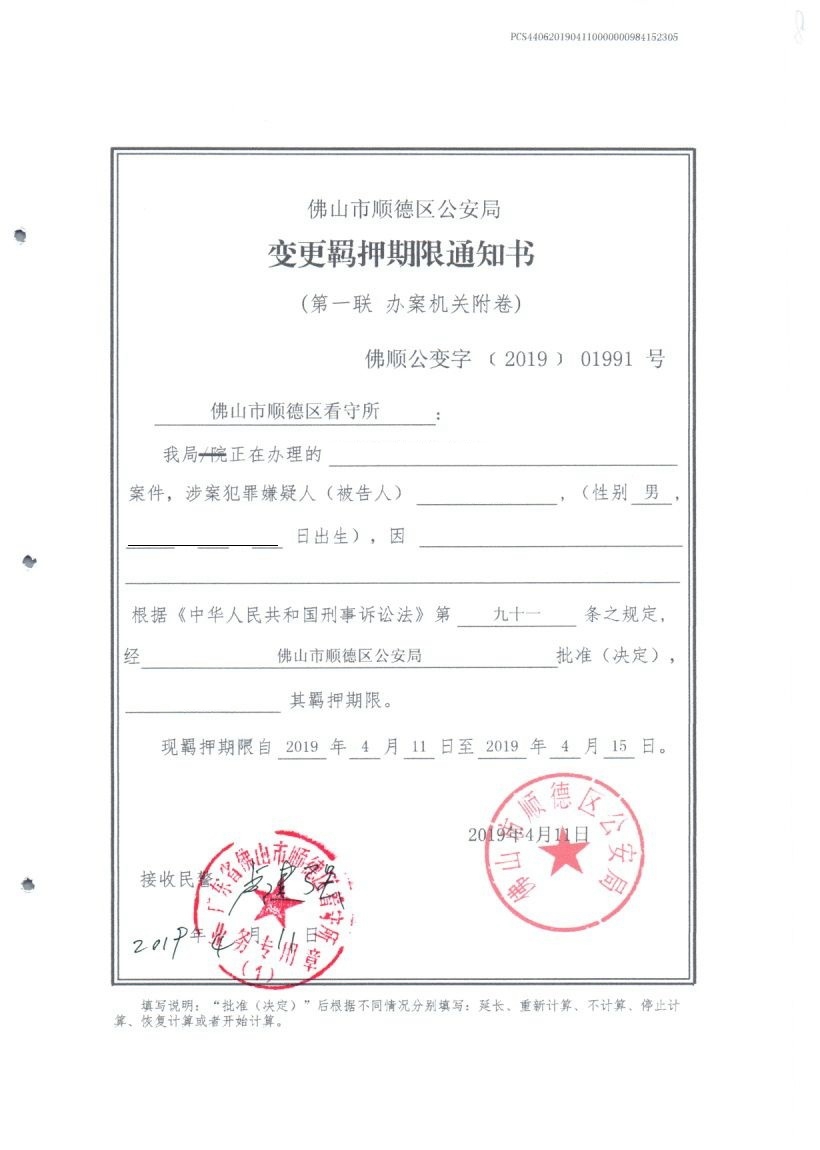 PCS4406201904110000000984152305
佛山市顺德区公安局
变更羁押期限通知书
(第一联 办案机关附卷)
佛顺公变字﹝2019﹞01991 号
佛山市顺德区看守所：
我局/院正在办理的
案件，涉案犯罪嫌疑人（被告人），（性别 男，
日出生），因
根据《中华人民共和国刑事诉讼法》第 九十一 条之规定，
经 佛山市顺德区公安局 批准（决定），
其羁押期限。
现羁押期限自 2019 年 4 月 11 日至 2019 年 4 月 15 日。
佛山市顺德区公安局
2019年4月11日
广东省佛山市顺德区看守所
接收民警：
2019年4月11日
业务专用章
(1)
填写说明：“批准（决定）”后根据不同情况分别填写：延长、重新计算、不计算、停止计
算、恢复计算或者开始计算。